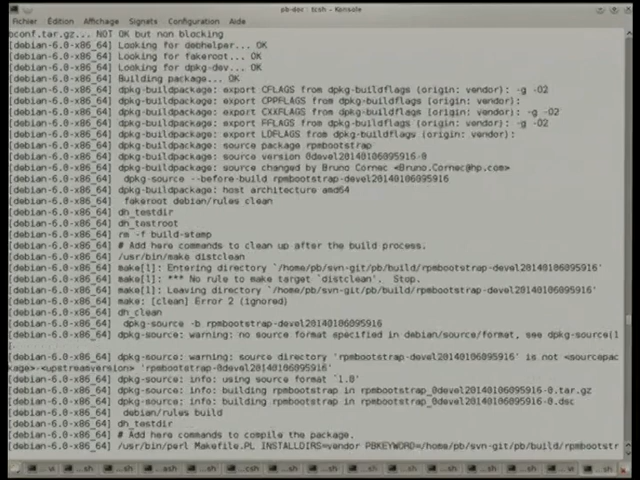 pb-doc : tcsh - Konsole
Fichier Édition Affichage Signets Configuration Aide
bconf.tar.gz... NOT OK but non blocking
[debian-6.0-x86_64] Looking for debhelper... OK
[debian-6.0-x86_64] Looking for fakeroot... OK
[debian-6.0-x86_64] Looking for dpkg-dev... OK
[debian-6.0-x86_64] Building package... OK
[debian-6.0-x86_64] dpkg-buildpackage: export CFLAGS from dpkg-buildflags (origin: vendor): -g -O2
[debian-6.0-x86_64] dpkg-buildpackage: export CPPFLAGS from dpkg-buildflags (origin: vendor):
[debian-6.0-x86_64] dpkg-buildpackage: export CXXFLAGS from dpkg-buildflags (origin: vendor): -g -O2
[debian-6.0-x86_64] dpkg-buildpackage: export FFLAGS from dpkg-buildflags (origin: vendor): -g -O2
[debian-6.0-x86_64] dpkg-buildpackage: export LDFLAGS from dpkg-buildflags (origin: vendor):
[debian-6.0-x86_64] dpkg-buildpackage: source package rpmbootstrap
[debian-6.0-x86_64] dpkg-buildpackage: source version 0devel20140106095916-0
[debian-6.0-x86_64] dpkg-buildpackage: source changed by Bruno Cornec <Bruno.Cornec@hp.com>
[debian-6.0-x86_64] dpkg-source --before-build rpmbootstrap-devel20140106095916
[debian-6.0-x86_64] dpkg-buildpackage: host architecture amd64
[debian-6.0-x86_64] fakeroot debian/rules clean
[debian-6.0-x86_64] dh_testdir
[debian-6.0-x86_64] dh_testroot
[debian-6.0-x86_64] rm -f build-stamp
[debian-6.0-x86_64] # Add here commands to clean up after the build process.
[debian-6.0-x86_64] /usr/bin/make distclean
[debian-6.0-x86_64] make[1]: Entering directory `/home/pb/svn-git/pb/build/rpmbootstrap-devel20140106095916'
[debian-6.0-x86_64] make[1]: *** No rule to make target `distclean'. Stop.
[debian-6.0-x86_64] make[1]: Leaving directory `/home/pb/svn-git/pb/build/rpmbootstrap-devel20140106095916'
[debian-6.0-x86_64] make: [clean] Error 2 (ignored)
[debian-6.0-x86_64] dh_clean
[debian-6.0-x86_64] dpkg-source -b rpmbootstrap-devel20140106095916
[debian-6.0-x86_64] dpkg-source: warning: no source format specified in debian/source/format, see dpkg-source(1
[debian-6.0-x86_64] dpkg-source: warning: source directory 'rpmbootstrap-devel20140106095916' is not <sourcepac
kage>-<upstreamversion> 'rpmbootstrap-0devel20140106095916'
[debian-6.0-x86_64] dpkg-source: info: using source format `1.0'
[debian-6.0-x86_64] dpkg-source: info: building rpmbootstrap in rpmbootstrap_0devel20140106095916-0.tar.gz
[debian-6.0-x86_64] dpkg-source: info: building rpmbootstrap in rpmbootstrap_0devel20140106095916-0.dsc
[debian-6.0-x86_64] debian/rules build
[debian-6.0-x86_64] dh_testdir
[debian-6.0-x86_64] # Add here commands to compile the package.
[debian-6.0-x86_64] /usr/bin/perl Makefile.PL INSTALLDIRS=vendor PBKEYWORD=/home/pb/svn-git/pb/build/rpmbootstr